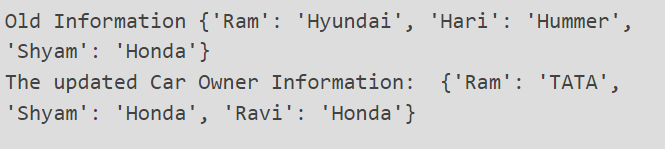 Old Information {'Ram': 'Hyundai', 'Hari': 'Hummer',
'Shyam': 'Honda'}
The updated Car Owner Information:  {'Ram': 'TATA',
'Shyam': 'Honda', 'Ravi': 'Honda'}